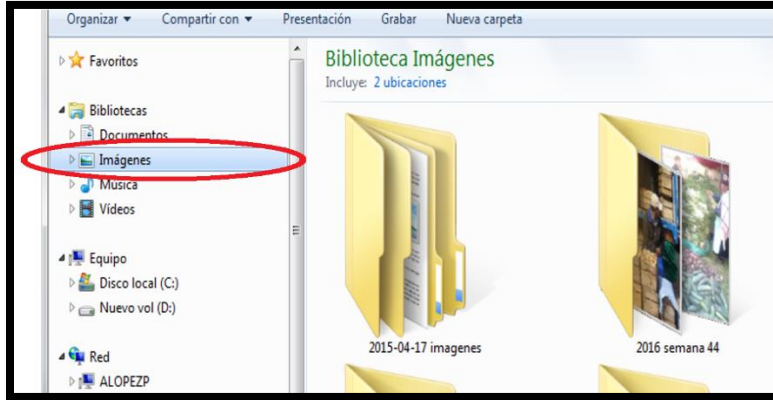 Organizar Compartir con Presentación Grabar Nueva carpeta
Favoritos
Bibliotecas
Documentos
Imágenes
Música
Vídeos
Equipo
Disco local (C:)
Nuevo vol (D:)
Red
ALOPEZP
Biblioteca Imágenes
Incluye: 2 ubicaciones
2015-04-17 imagenes
2016 semana 44